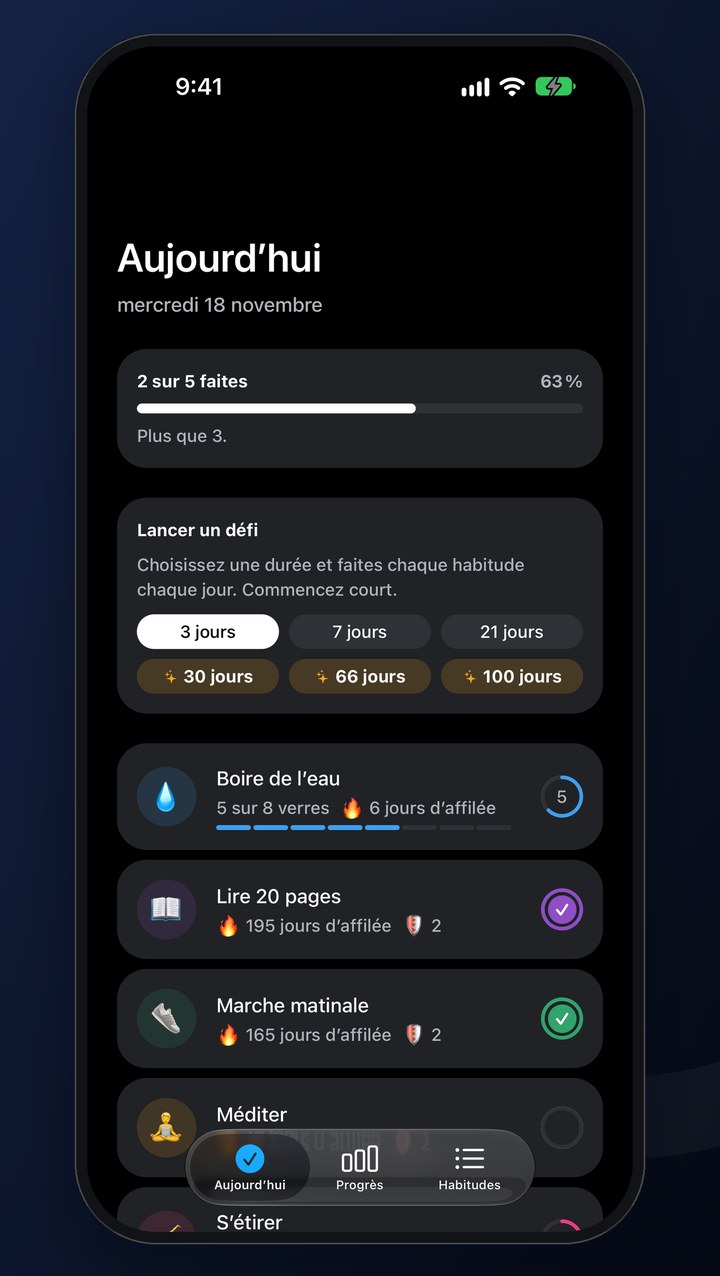 9:41
Aujourd’hui
mercredi 18 novembre
2 sur 5 faites 63 %
Plus que 3.
Lancer un défi
Choisissez une durée et faites chaque habitude
chaque jour. Commencez court.
3 jours 7 jours 21 jours
30 jours 66 jours 100 jours
Boire de l’eau
5 sur 8 verres 6 jours d’affilée
5
Lire 20 pages
195 jours d’affilée 2
Marche matinale
165 jours d’affilée 2
Méditer
Aujourd’hui Progrès Habitudes
S’étirer